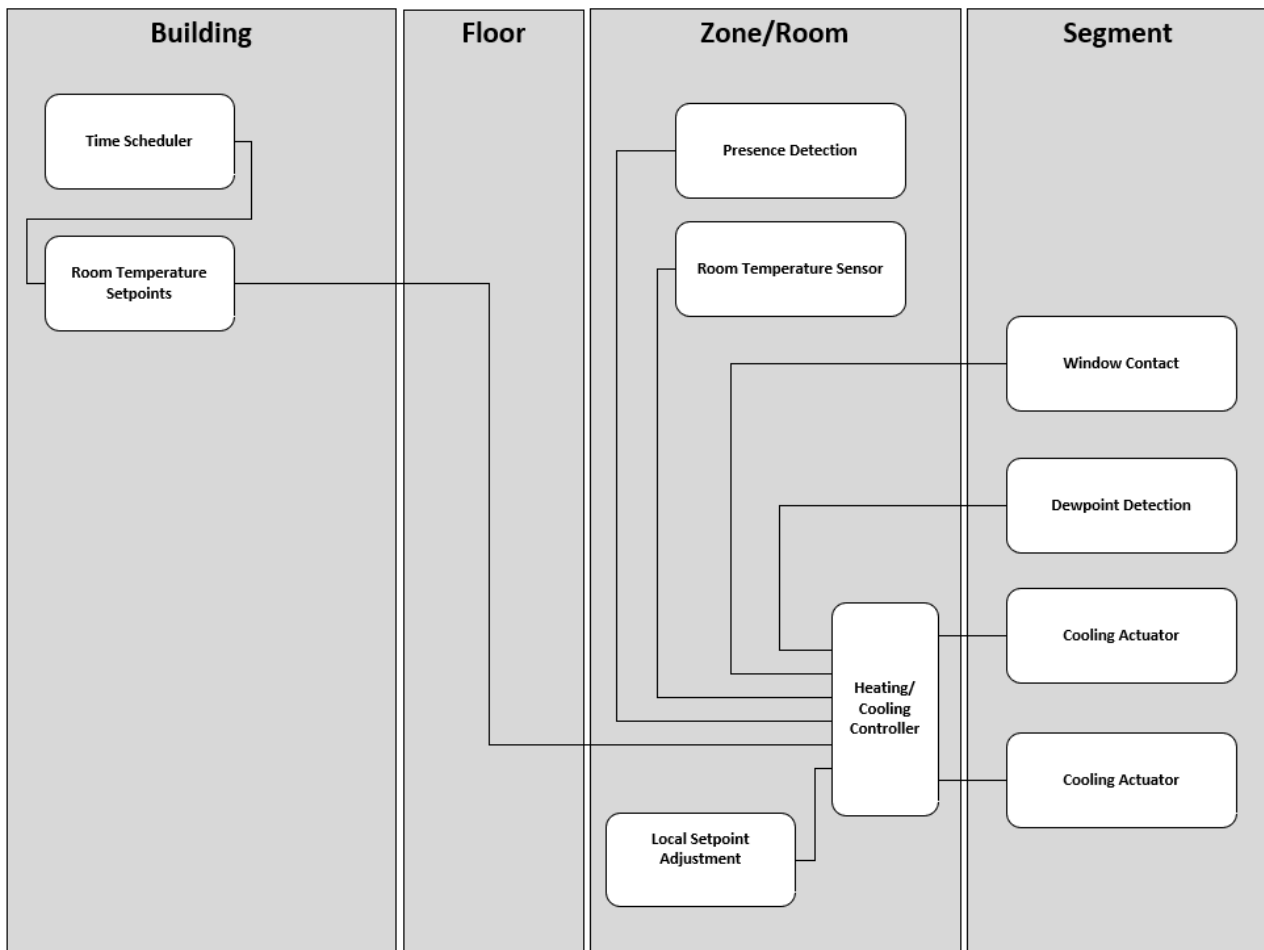 Building
Floor
Zone/Room
Segment
Time Scheduler
Room Temperature
Setpoints
Presence Detection
Room Temperature Sensor
Window Contact
Dewpoint Detection
Cooling Actuator
Heating/
Cooling
Controller
Cooling Actuator
Local Setpoint
Adjustment